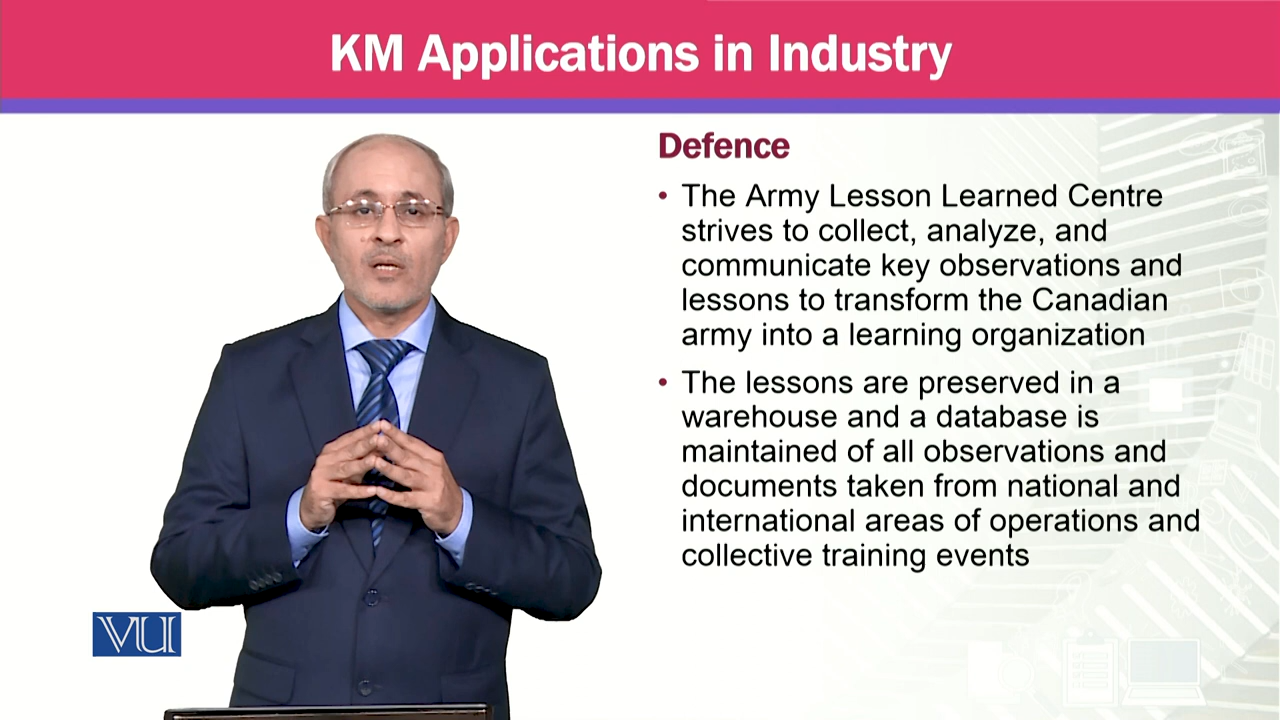 KM Applications in Industry
Defence
• The Army Lesson Learned Centre
strives to collect, analyze, and
communicate key observations and
lessons to transform the Canadian
army into a learning organization
• The lessons are preserved in a
warehouse and a database is
maintained of all observations and
documents taken from national and
international areas of operations and
collective training events
VU